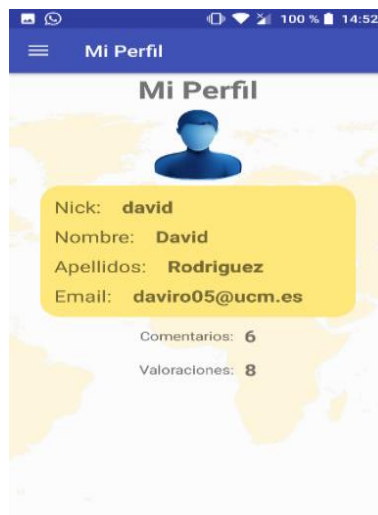 100 % 14:52
Mi Perfil
Mi Perfil
Nick: david
Nombre: David
Apellidos: Rodriguez
Email: daviro05@ucm.es
Comentarios: 6
Valoraciones: 8